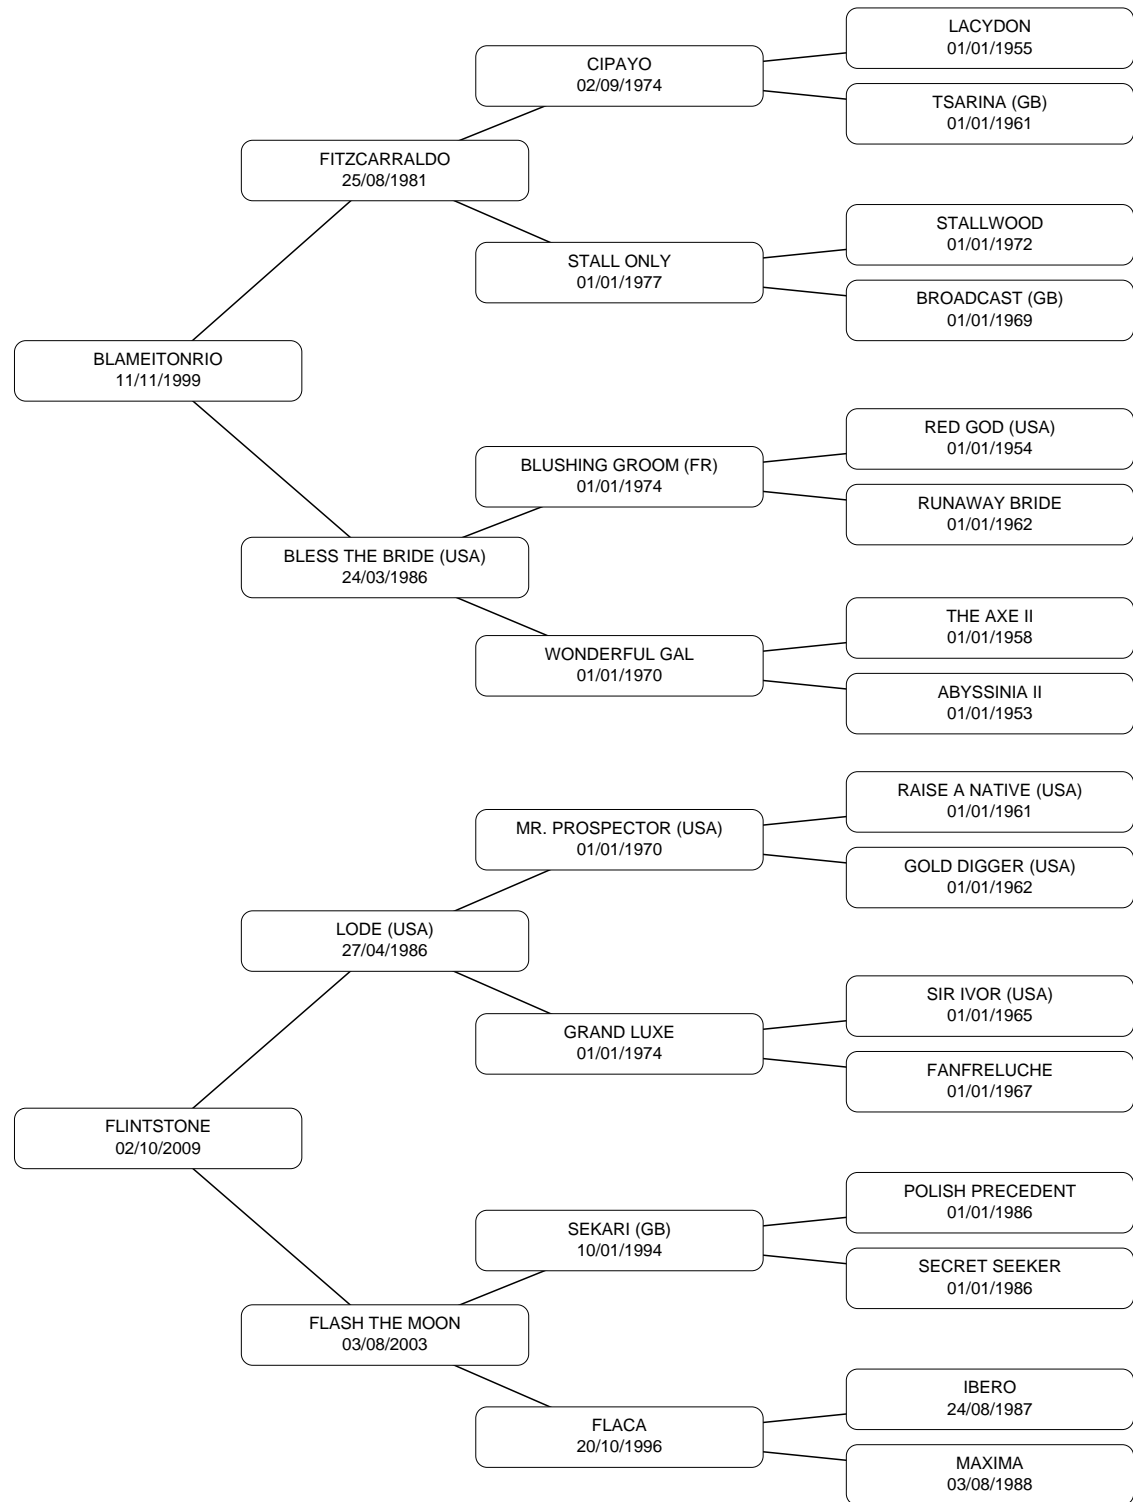 LACYDON
01/01/1955
CIPAYO
02/09/1974
TSARINA (GB)
01/01/1961
FITZCARRALDO
25/08/1981
STALLWOOD
01/01/1972
STALL ONLY
01/01/1977
BROADCAST (GB)
01/01/1969
BLAMEITONRIO
11/11/1999
RED GOD (USA)
01/01/1954
BLUSHING GROOM (FR)
01/01/1974
RUNAWAY BRIDE
01/01/1962
BLESS THE BRIDE (USA)
24/03/1986
THE AXE II
01/01/1958
WONDERFUL GAL
01/01/1970
ABYSSINIA II
01/01/1953
RAISE A NATIVE (USA)
01/01/1961
MR. PROSPECTOR (USA)
01/01/1970
GOLD DIGGER (USA)
01/01/1962
LODE (USA)
27/04/1986
SIR IVOR (USA)
01/01/1965
GRAND LUXE
01/01/1974
FANFRELUCHE
01/01/1967
FLINTSTONE
02/10/2009
POLISH PRECEDENT
01/01/1986
SEKARI (GB)
10/01/1994
SECRET SEEKER
01/01/1986
FLASH THE MOON
03/08/2003
IBERO
24/08/1987
FLACA
20/10/1996
MAXIMA
03/08/1988